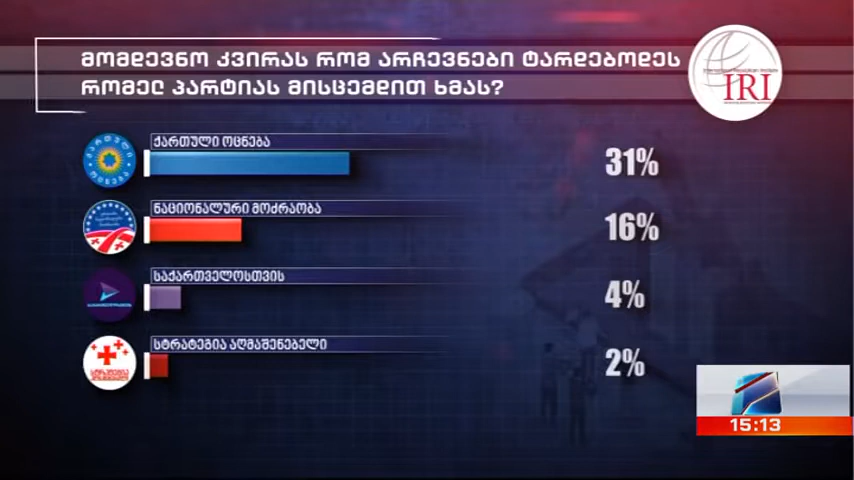 მომდევნო კვირას რომ არჩევნები ტარდებოდეს
რომელ პარტიას მისცემდით ხმას?
IRI
ქართული ოცნება
31%
ნაციონალური მოძრაობა
16%
საქართველოსთვის
4%
სტრატეგია აღმაშენებელი
2%
15:13